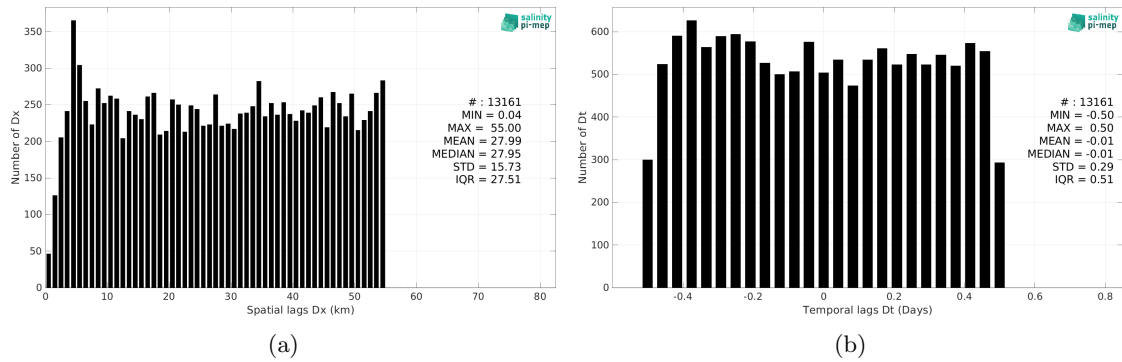 350
300
250
200
150
100
50
0
Number of Dx
0 10 20 30 40 50 60 70 80
Spatial lags Dx (km)
salinity
pi-mep
# : 13161
MIN = 0.04
MAX = 55.00
MEAN = 27.99
MEDIAN = 27.95
STD = 15.73
IQR = 27.51
(a)
600
500
400
300
200
100
0
Number of Dt
-0.4 -0.2 0 0.2 0.4 0.6 0.8
Temporal lags Dt (Days)
salinity
pi-mep
# : 13161
MIN = -0.50
MAX = 0.50
MEAN = -0.01
MEDIAN = -0.01
STD = 0.29
IQR = 0.51
(b)